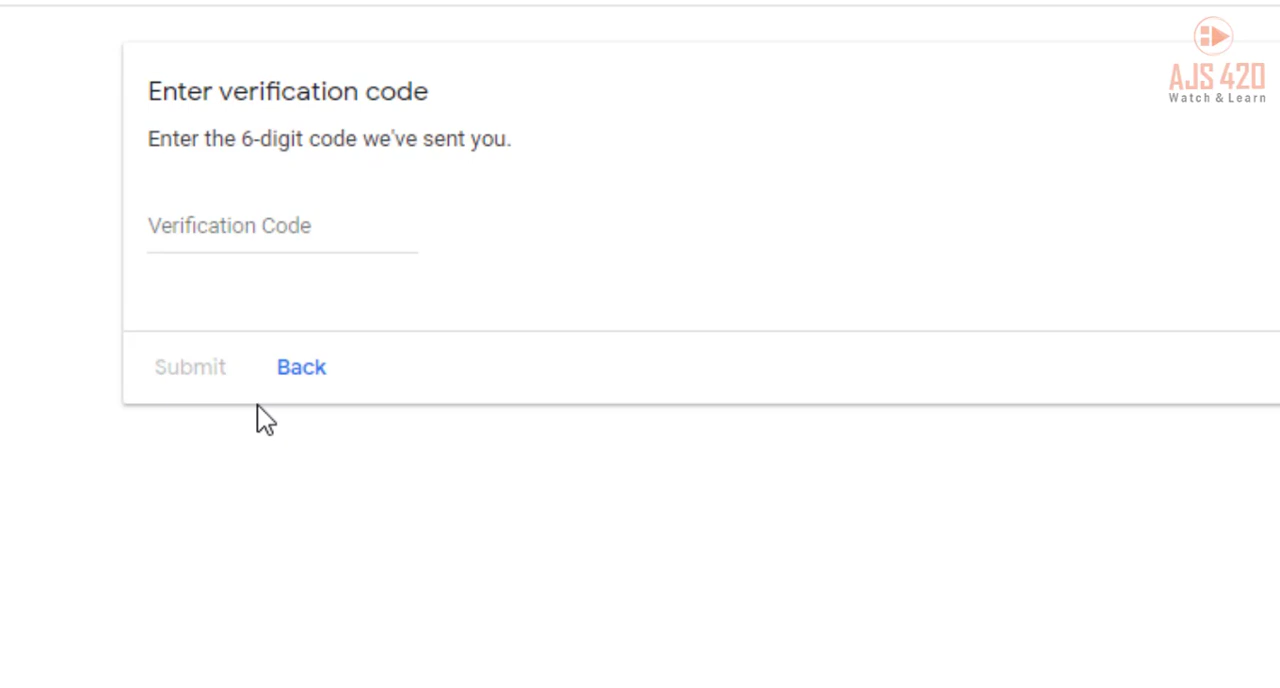 AJS 420
Watch & Learn
Enter verification code
Enter the 6-digit code we've sent you.
Verification Code
Submit Back